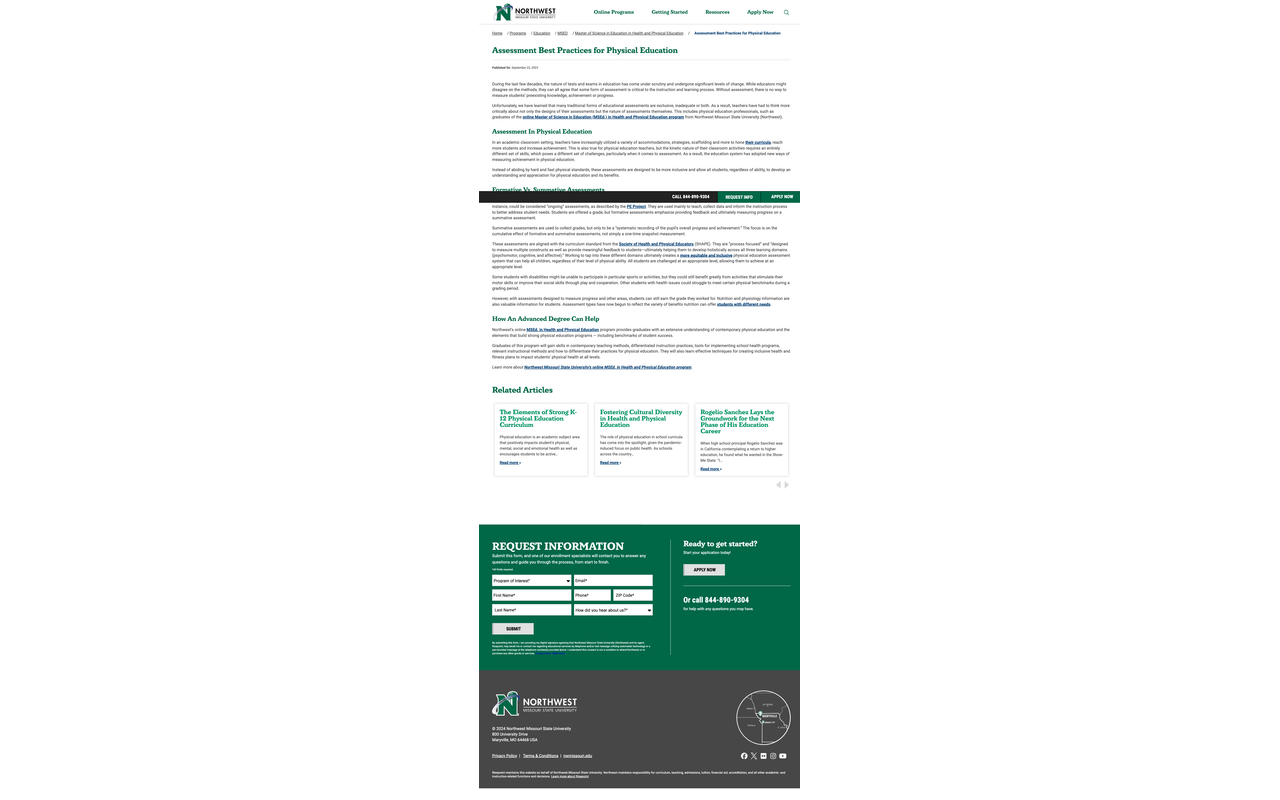 NORTHWEST
MISSOURI STATE UNIVERSITY
Online Programs
Getting Started
Resources
Apply Now
Home / Programs / Education / MSED / Master of Science in Education in Health and Physical Education / Assessment Best Practices for Physical Education
Assessment Best Practices for Physical Education
Published On: September 22, 2023
During the last few decades, the nature of tests and exams in education has come under scrutiny and undergone significant levels of change. While educators might
disagree on the methods, they can all agree that some form of assessment is critical to the instruction and learning process. Without assessment, there is no way to
measure students' preexisting knowledge, achievement or progress.
Unfortunately, we have learned that many traditional forms of educational assessments are exclusive, inadequate or both. As a result, teachers have had to think more
critically about not only the designs of their assessments but the nature of assessments themselves. This includes physical education professionals, such as
graduates of the online Master of Science in Education (MSEd.) in Health and Physical Education program from Northwest Missouri State University (Northwest).
Assessment In Physical Education
In an academic classroom setting, teachers have increasingly utilized a variety of accommodations, strategies, scaffolding and more to hone their curricula, reach
more students and increase achievement. This is also true for physical education teachers, but the kinetic nature of their classroom activities requires an entirely
different set of skills, which poses a different set of challenges, particularly when it comes to assessment. As a result, the education system has adopted new ways of
measuring achievement in physical education.
Instead of abiding by hard and fast physical standards, these assessments are designed to be more inclusive and allow all students, regardless of ability, to develop an
understanding and appreciation for physical education and its benefits.
Formative Vs. Summative Assessments
CALL 844-890-9304
REQUEST INFO
APPLY NOW
instance, could be considered "ongoing" assessments, as described by the PE Project. They are used mainly to teach, collect data and inform the instruction process
to better address student needs. Students are offered a grade, but formative assessments emphasize providing feedback and ultimately measuring progress on a
summative assessment.
Summative assessments are used to collect grades, but only to be a "systematic recording of the pupil's overall progress and achievement." The focus is on the
cumulative effect of formative and summative assessments, not simply a one-time snapshot measurement.
These assessments are aligned with the curriculum standard from the Society of Health and Physical Educators (SHAPE). They are "process focused" and "designed
to measure multiple constructs as well as provide meaningful feedback to students—ultimately helping them to develop holistically across all three learning domains
(psychomotor, cognitive, and affective)." Working to tap into these different domains ultimately creates a more equitable and inclusive physical education assessment
system that can help all children, regardless of their level of physical ability. All students are challenged at an appropriate level, allowing them to achieve at an
appropriate level.
Some students with disabilities might be unable to participate in particular sports or activities, but they could still benefit greatly from activities that stimulate their
motor skills or improve their social skills through play and cooperation. Other students with health issues could struggle to meet certain physical benchmarks during a
grading period.
However, with assessments designed to measure progress and other areas, students can still earn the grade they worked for. Nutrition and physiology information are
also valuable information for students. Assessment types have now begun to reflect the variety of benefits nutrition can offer students with different needs.
How An Advanced Degree Can Help
Northwest's online MSEd. in Health and Physical Education program provides graduates with an extensive understanding of contemporary physical education and the
elements that build strong physical education programs — including benchmarks of student success.
Graduates of this program will gain skills in contemporary teaching methods, differentiated instruction practices, tools for implementing school health programs,
relevant instructional methods and how to differentiate their practices for physical education. They will also learn effective techniques for creating inclusive health and
fitness plans to impact students' physical health at all levels.
Learn more about Northwest Missouri State University's online MSEd. in Health and Physical Education program.
Related Articles
The Elements of Strong K-
12 Physical Education
Curriculum
Physical education is an academic subject area
that positively impacts student's physical,
mental, social and emotional health as well as
encourages students to be active…
Read more >
Fostering Cultural Diversity
in Health and Physical
Education
The role of physical education in school curricula
has come into the spotlight, given the pandemic-
induced focus on public health. As schools
across the country…
Read more >
Rogelio Sanchez Lays the
Groundwork for the Next
Phase of His Education
Career
When high school principal Rogelio Sanchez was
in California contemplating a return to higher
education, he found what he wanted in the Show-
Me State. "I…
Read more >
REQUEST INFORMATION
Submit this form, and one of our enrollment specialists will contact you to answer any
questions and guide you through the process, from start to finish.
*All fields required.
Program of Interest*
Email*
First Name*
Phone*
ZIP Code*
Last Name*
How did you hear about us?*
SUBMIT
Ready to get started?
Start your application today!
APPLY NOW
Or call 844-890-9304
for help with any questions you may have.
NORTHWEST
MISSOURI STATE UNIVERSITY
© 2024 Northwest Missouri State University
800 University Drive
Maryville, MO 64468 USA
MARYVILLE
Privacy Policy | Terms & Conditions | nwmissouri.edu
Risepoint maintains this website on behalf of Northwest Missouri State University. Northwest maintains responsibility for curriculum, teaching, admissions, tuition, financial aid, accreditation, and all other academic- and
instruction-related functions and decisions. Learn more about Risepoint.